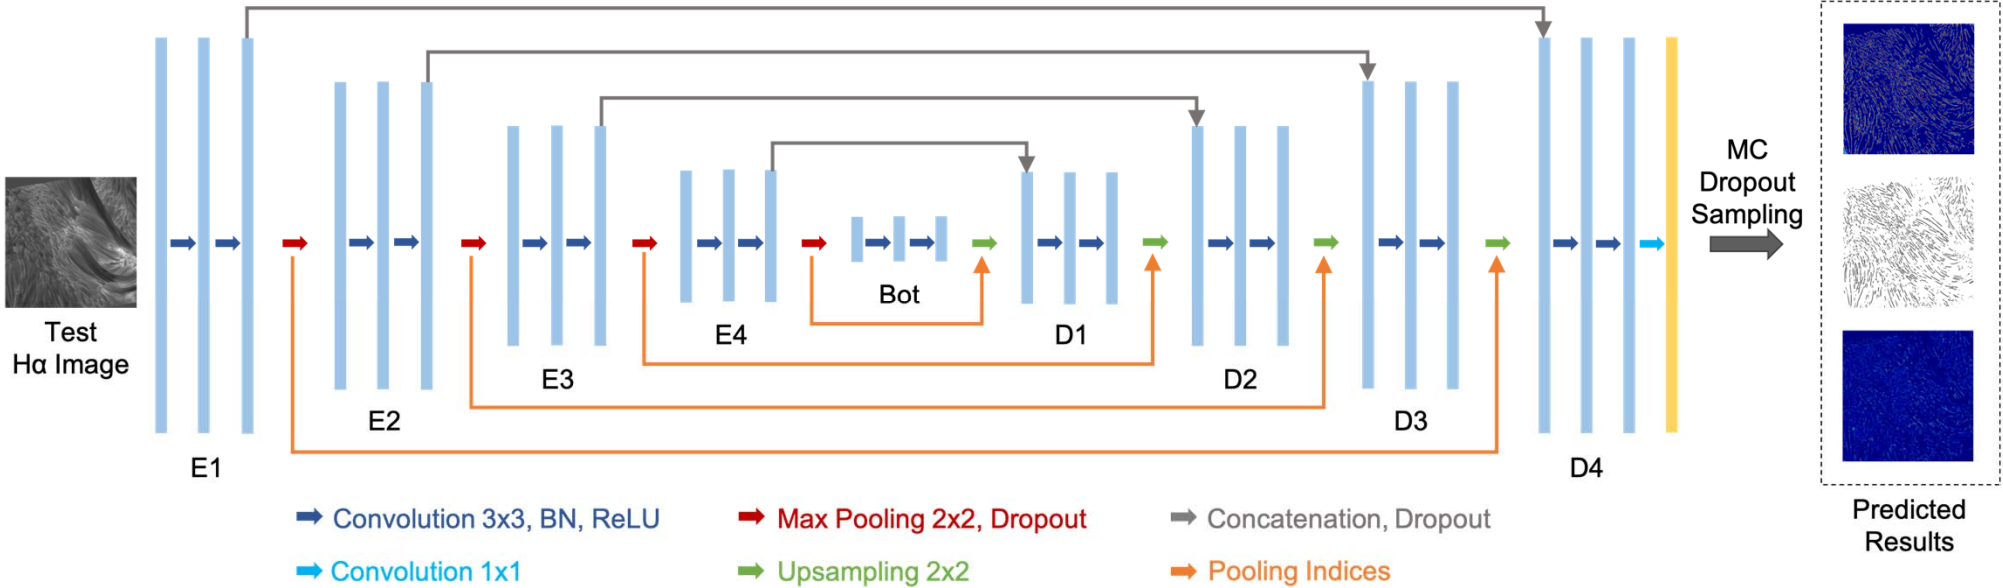 MC
Dropout
Sampling
Test
Hα Image
Bot
E4
D1
E3
D2
E2
D3
E1
D4
Convolution 3x3, BN, ReLU
Max Pooling 2x2, Dropout
Concatenation, Dropout
Convolution 1x1
Upsampling 2x2
Pooling Indices
Predicted
Results